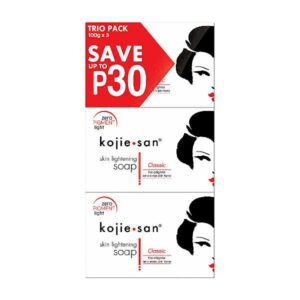 TRIO PACK
100g x 3
SAVE
UP TO
P30
zero
PIGMENT
light
kojie•san®
skin lightening
soap
Classic
zero
PIGMENT
light
kojie•san®
skin lightening
soap
Classic